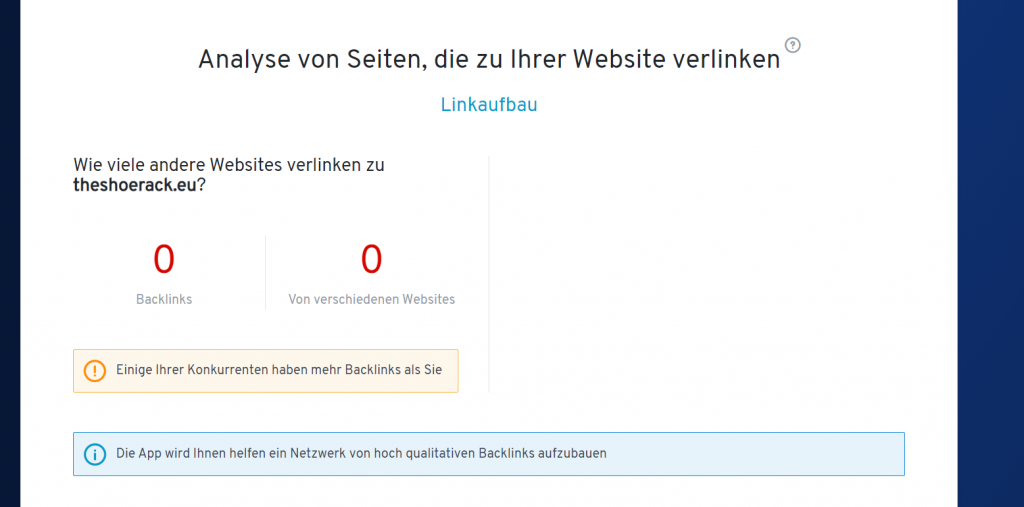 Analyse von Seiten, die zu Ihrer Website verlinken ?
Linkaufbau
Wie viele andere Websites verlinken zu
theshoerack.eu?
0
Backlinks
0
Von verschiedenen Websites
Einige Ihrer Konkurrenten haben mehr Backlinks als Sie
Die App wird Ihnen helfen ein Netzwerk von hoch qualitativen Backlinks aufzubauen